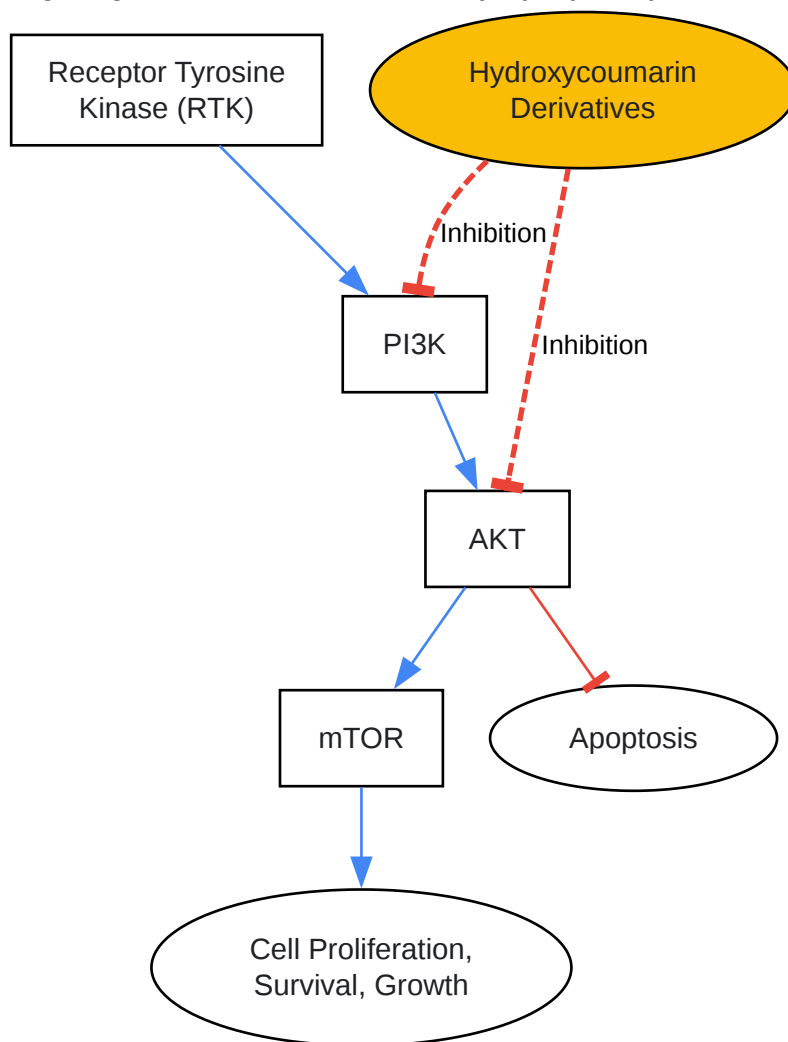 Receptor Tyrosine
Kinase (RTK)
Hydroxycoumarin
Derivatives
Inhibition
PI3K
Inhibition
AKT
mTOR
Apoptosis
Cell Proliferation,
Survival, Growth